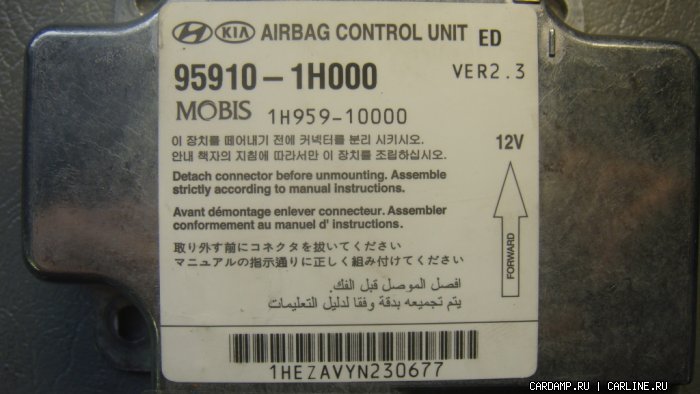 HYUNDAI KIA AIRBAG CONTROL UNIT ED
95910-1H000 VER2.3
MOBIS 1H959-10000
이 장치를 떼어내기 전에 커넥터를 분리 시키시오.
안내 책자의 지침에 따라서만 이 장치를 조립하십시오.
12V
Detach connector before unmounting. Assemble
strictly according to manual instructions.
Avant démontage enlever connecteur. Assembler
conformement au manuel d' instructions.
FORWARD
取り外す前にコネクタを抜いてください
マニュアルの指示通りに正しく組み付けてください
افصل الموصل قبل الفك.
يتم تجميعه بدقة وفقا لدليل التعليمات
1HEZAVYN230677
CARDAMP.RU | CARLINE.RU